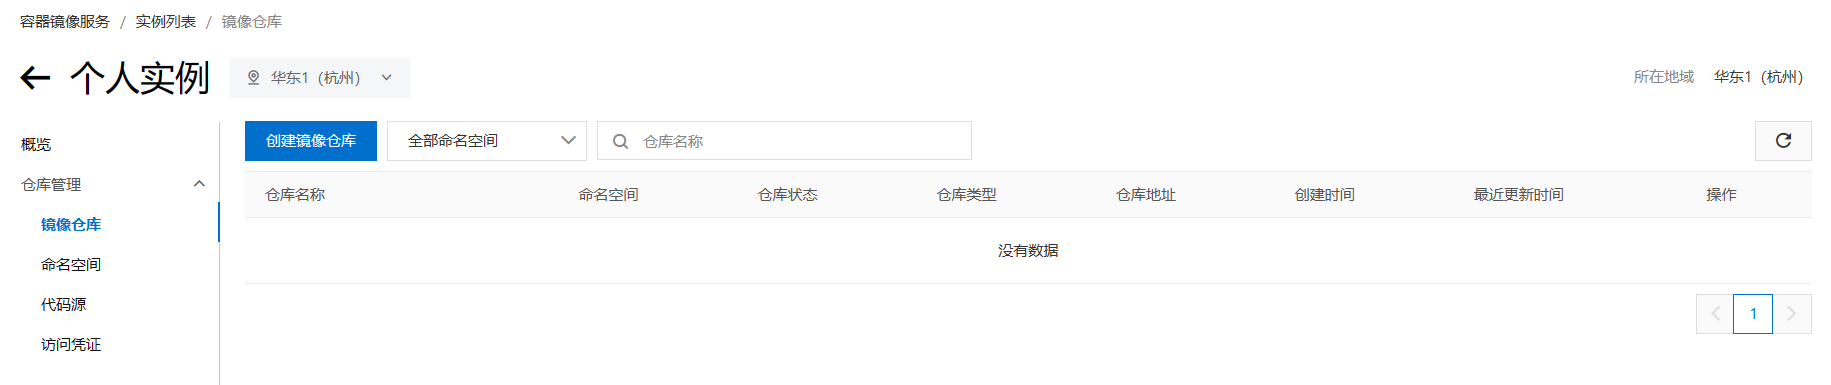 容器镜像服务 / 实例列表 / 镜像仓库
个人实例 华东1（杭州） 所在地域 华东1（杭州）
概览
仓库管理
镜像仓库
命名空间
代码源
访问凭证
创建镜像仓库 全部命名空间 仓库名称
仓库名称 命名空间 仓库状态 仓库类型 仓库地址 创建时间 最近更新时间 操作
没有数据
1